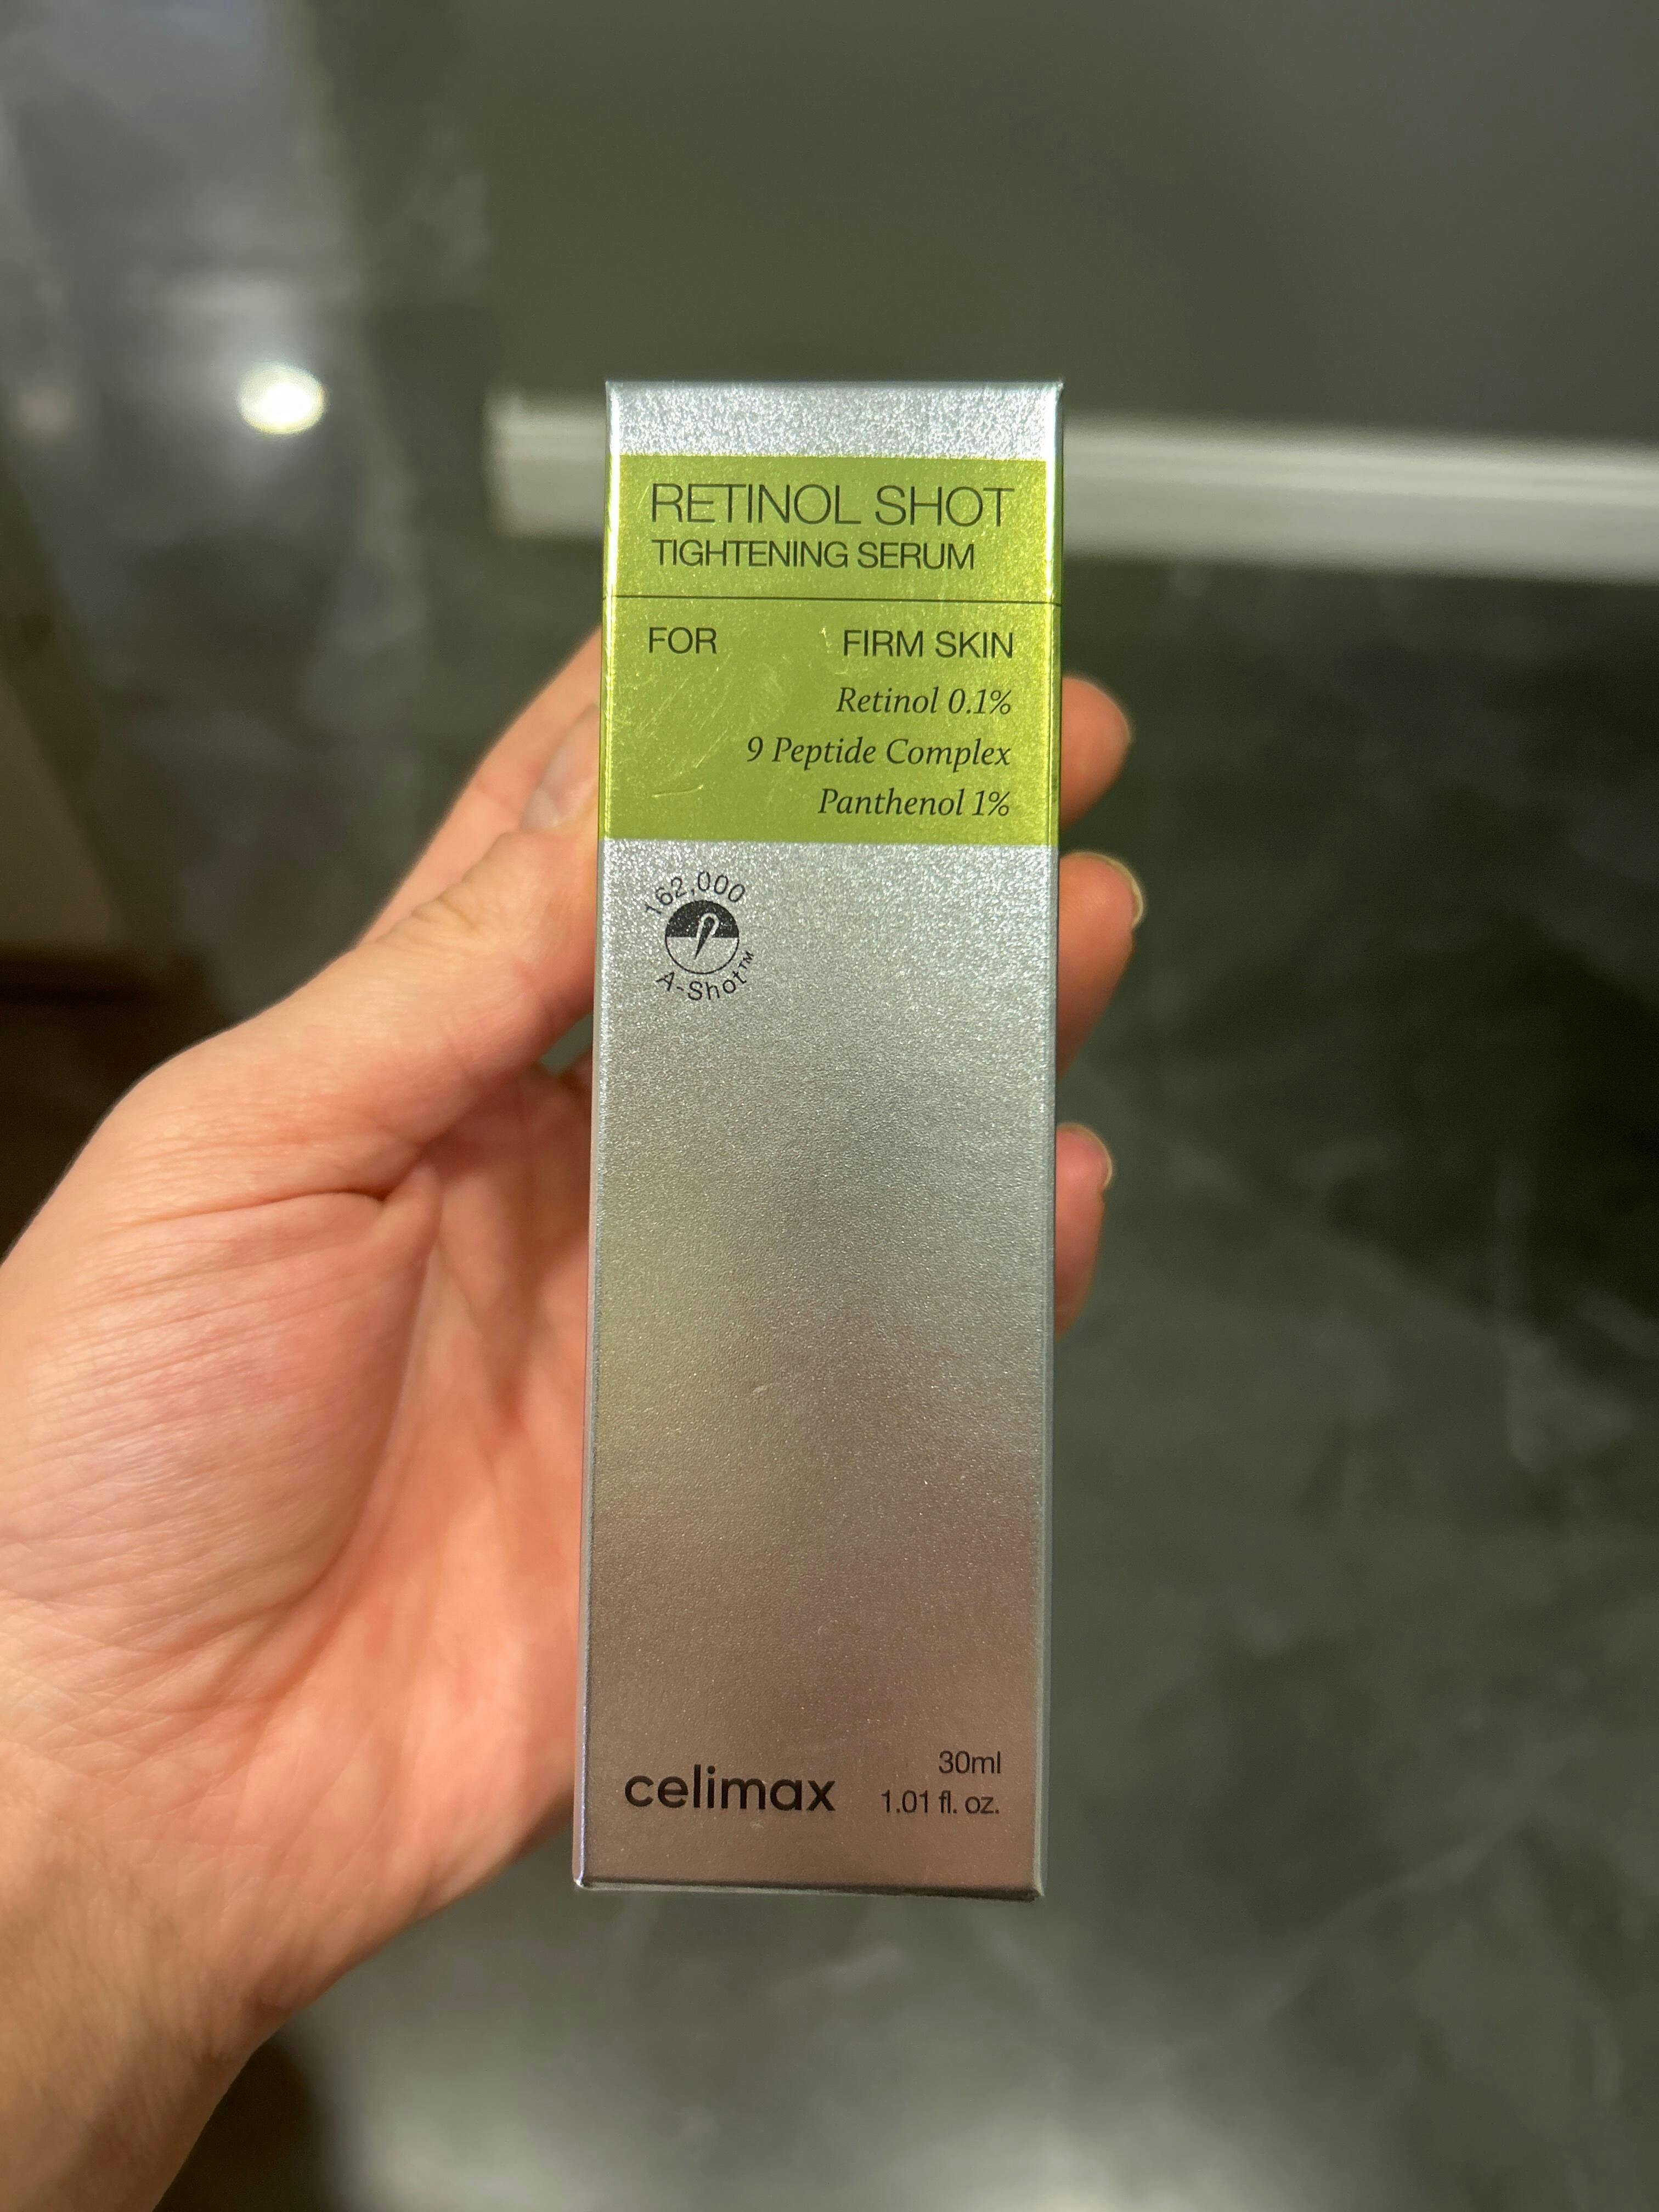 RETINOL SHOT
TIGHTENING SERUM
FOR FIRM SKIN
Retinol 0.1%
9 Peptide Complex
Panthenol 1%
162,000
A-Shot™
celimax
30ml
1.01 fl. oz.